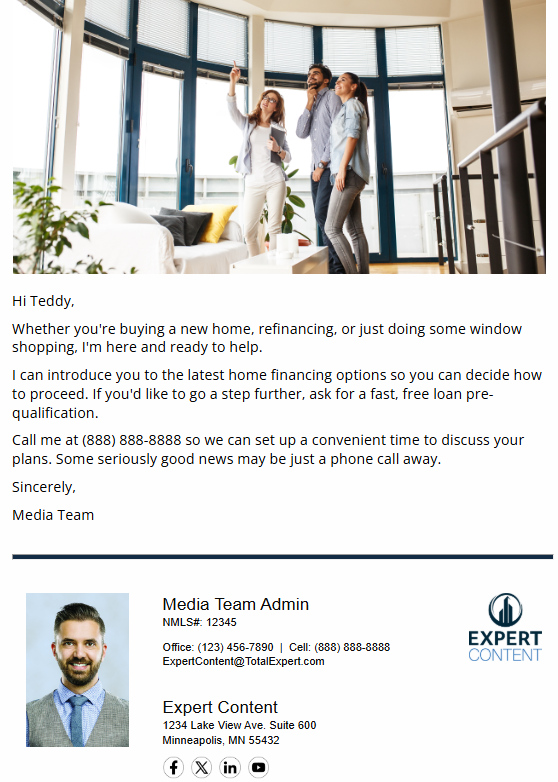 Hi Teddy,
Whether you're buying a new home, refinancing, or just doing some window
shopping, I'm here and ready to help.
I can introduce you to the latest home financing options so you can decide how
to proceed. If you'd like to go a step further, ask for a fast, free loan pre-
qualification.
Call me at (888) 888-8888 so we can set up a convenient time to discuss your
plans. Some seriously good news may be just a phone call away.
Sincerely,
Media Team
Media Team Admin
NMLS#: 12345
Office: (123) 456-7890 | Cell: (888) 888-8888
ExpertContent@TotalExpert.com
EXPERT
CONTENT
Expert Content
1234 Lake View Ave. Suite 600
Minneapolis, MN 55432